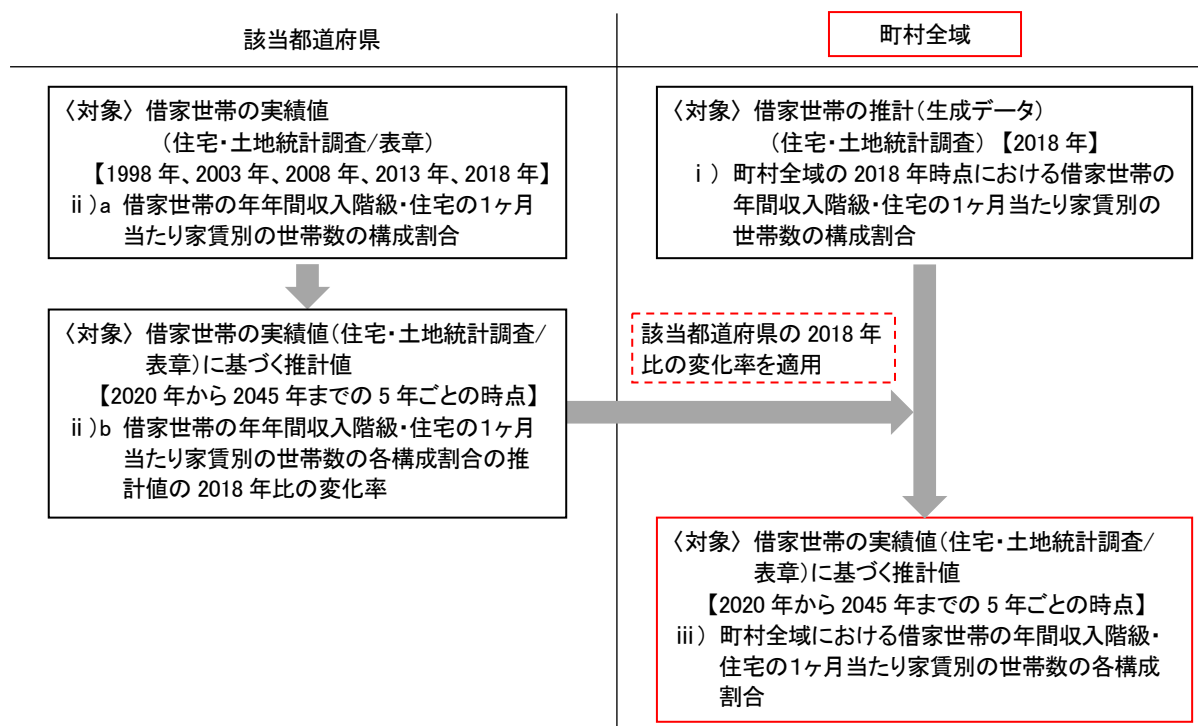 該当都道府県
町村全域
〈対象〉 借家世帯の実績値
(住宅・土地統計調査/表章)
【1998 年、2003 年、2008 年、2013 年、2018 年】
ⅱ)a 借家世帯の年年間収入階級・住宅の1ヶ月
当たり家賃別の世帯数の構成割合
〈対象〉 借家世帯の実績値(住宅・土地統計調査/
表章)に基づく推計値
【2020 年から 2045 年までの 5 年ごとの時点】
ⅱ)b 借家世帯の年年間収入階級・住宅の1ヶ月
当たり家賃別の世帯数の各構成割合の推
計値の 2018 年比の変化率
〈対象〉 借家世帯の推計(生成データ)
(住宅・土地統計調査) 【2018 年】
ⅰ) 町村全域の 2018 年時点における借家世帯の
年間収入階級・住宅の1ヶ月当たり家賃別の
世帯数の構成割合
該当都道府県の 2018 年
比の変化率を適用
〈対象〉 借家世帯の実績値(住宅・土地統計調査/
表章)に基づく推計値
【2020 年から 2045 年までの 5 年ごとの時点】
ⅲ) 町村全域における借家世帯の年間収入階級・
住宅の1ヶ月当たり家賃別の世帯数の各構成
割合